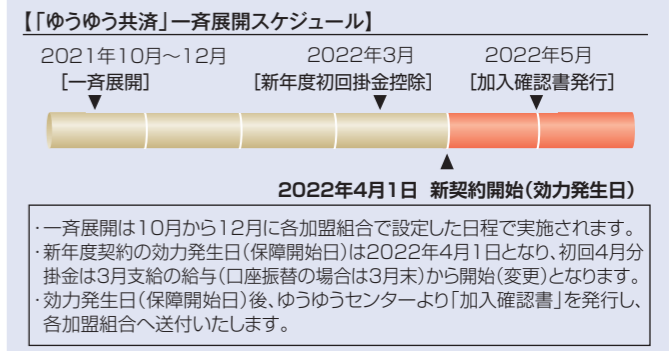 【「ゆうゆう共済」一斉展開スケジュール】
2021年10月～12月 2022年3月 2022年5月
[一斉展開] [新年度初回掛金控除] [加入確認書発行]
▼ ▼ ▼
▲
2022年4月1日 新契約開始(効力発生日)
・一斉展開は10月から12月に各加盟組合で設定した日程で実施されます。
・新年度契約の効力発生日(保障開始日)は2022年4月1日となり、初回4月分
掛金は3月支給の給与(口座振替の場合は3月末)から開始(変更)となります。
・効力発生日(保障開始日)後、ゆうゆうセンターより「加入確認書」を発行し、
各加盟組合へ送付いたします。